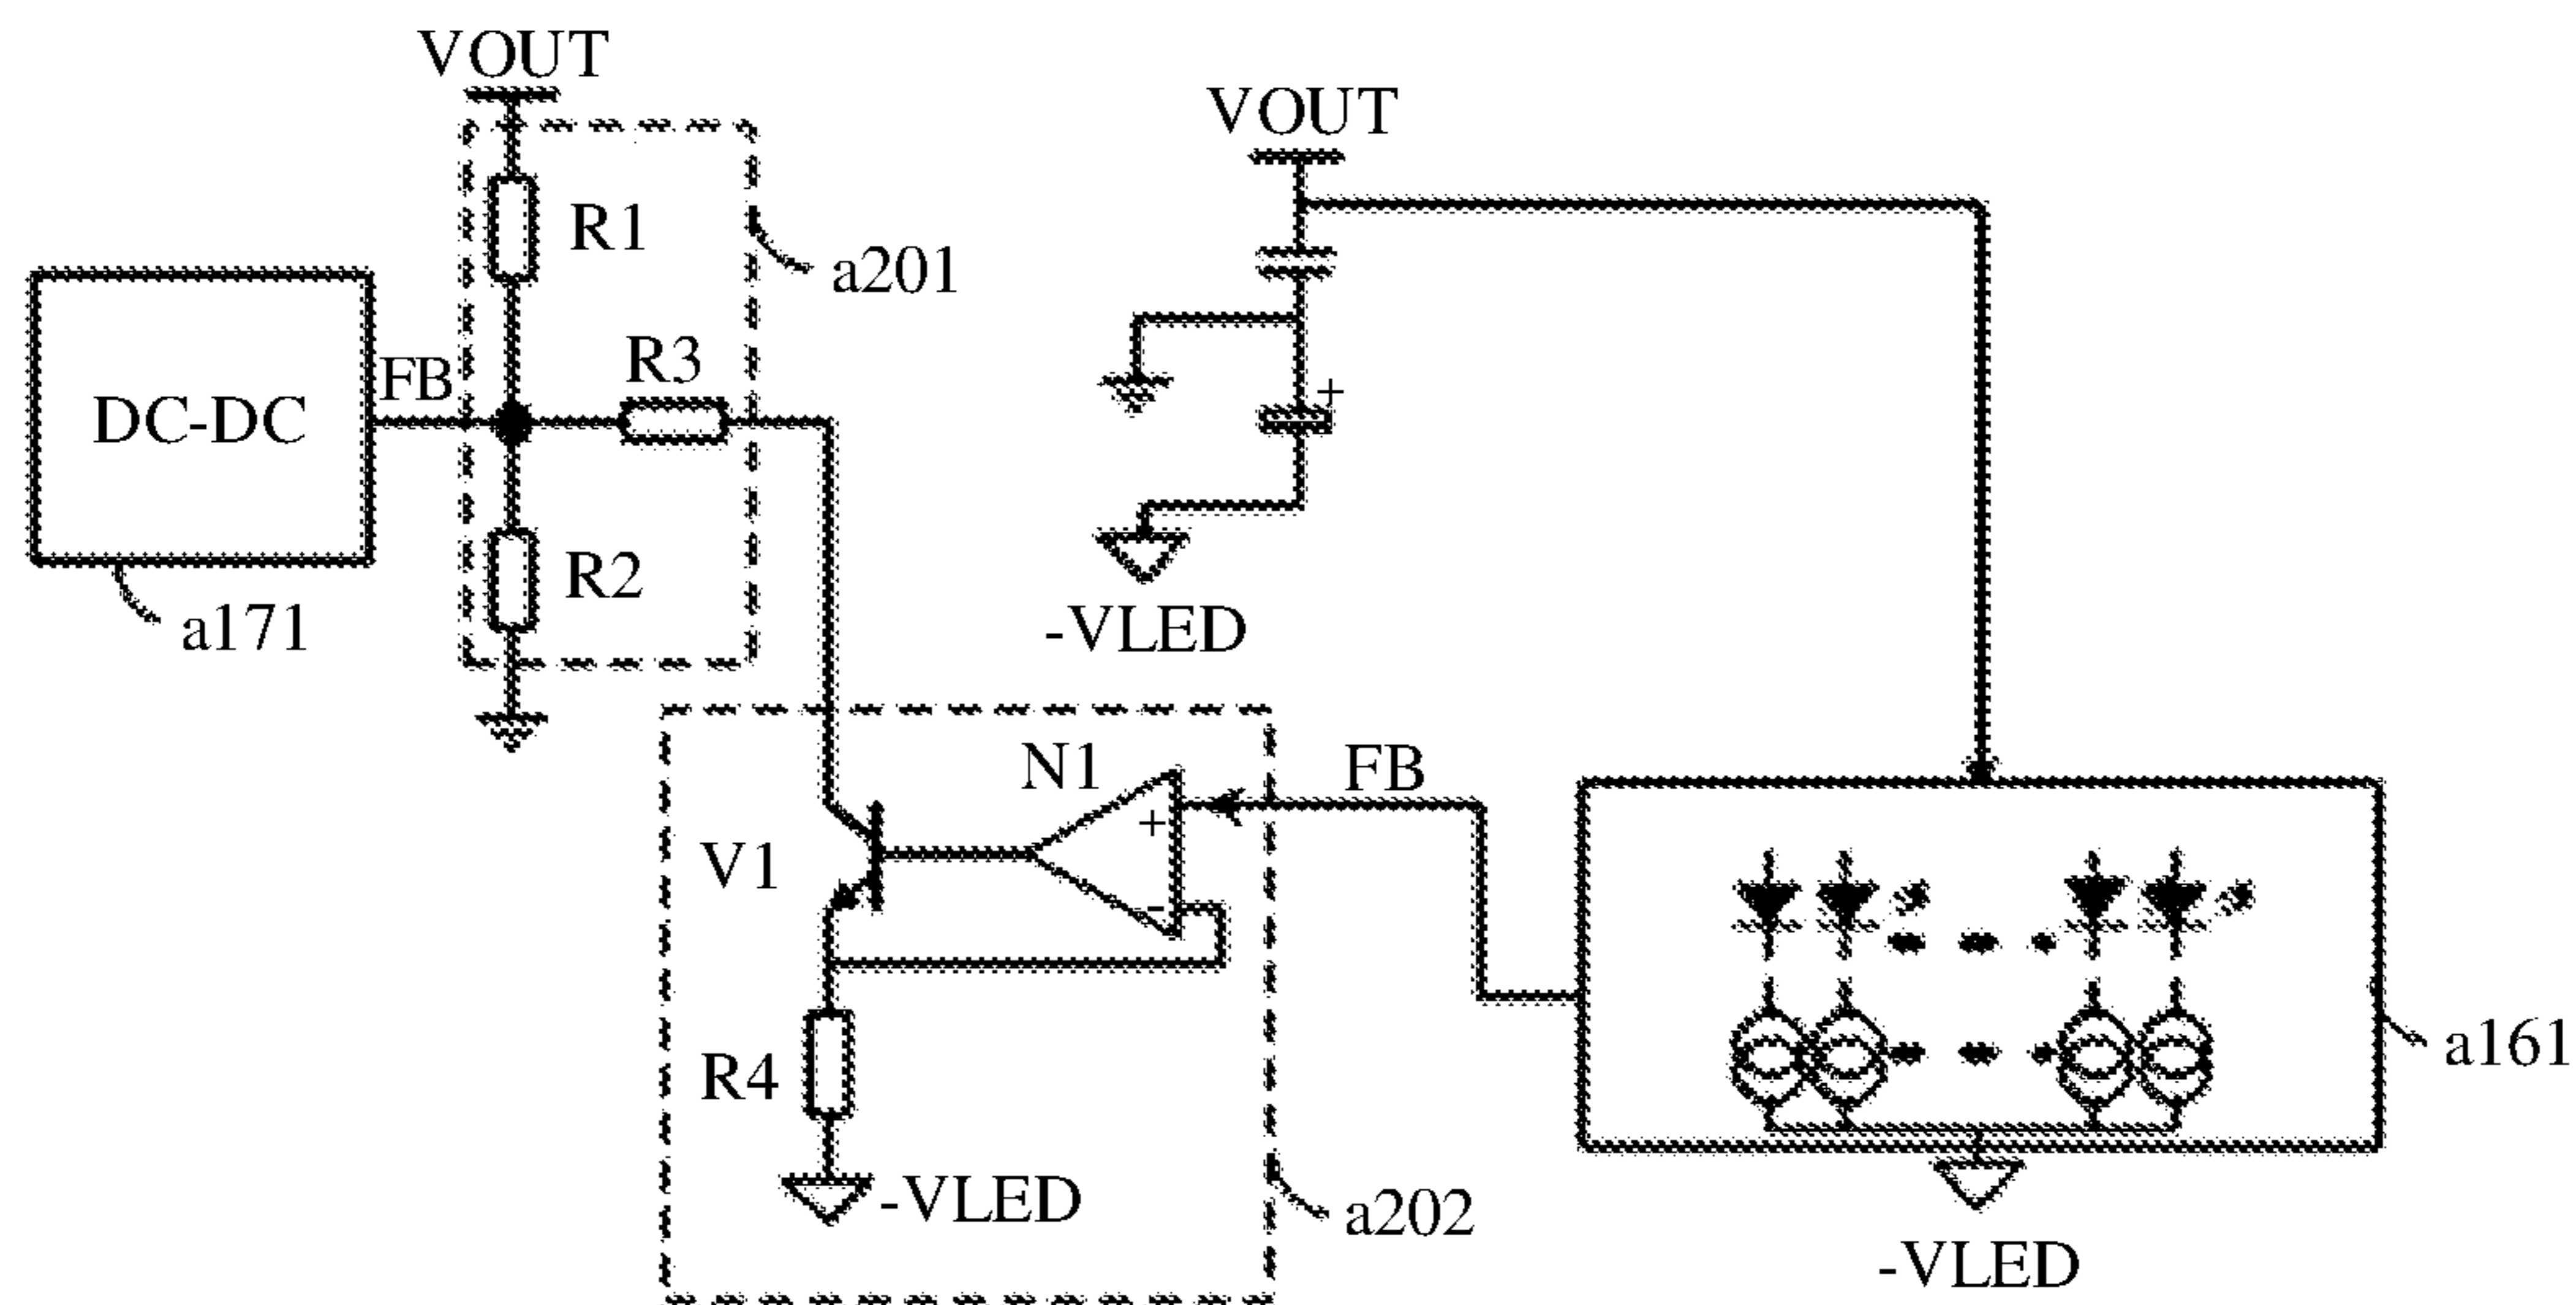 VOUT
VOUT
R1
a201
R3
FB
DC-DC
+
R2
a171
-VLED
N1
FB
+
V1
-
R4
a161
-VLED
a202
-VLED